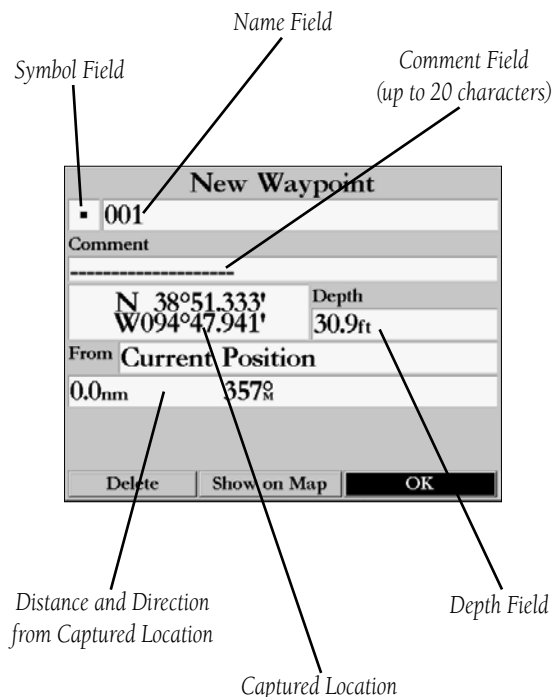 Name Field
Symbol Field
Comment Field
(up to 20 characters)
New Waypoint
001
Comment
--------------------
N 38°51.333'
W094°47.941'
Depth
30.9ft
From Current Position
0.0nm 357°M
Delete Show on Map OK
Distance and Direction
from Captured Location
Depth Field
Captured Location